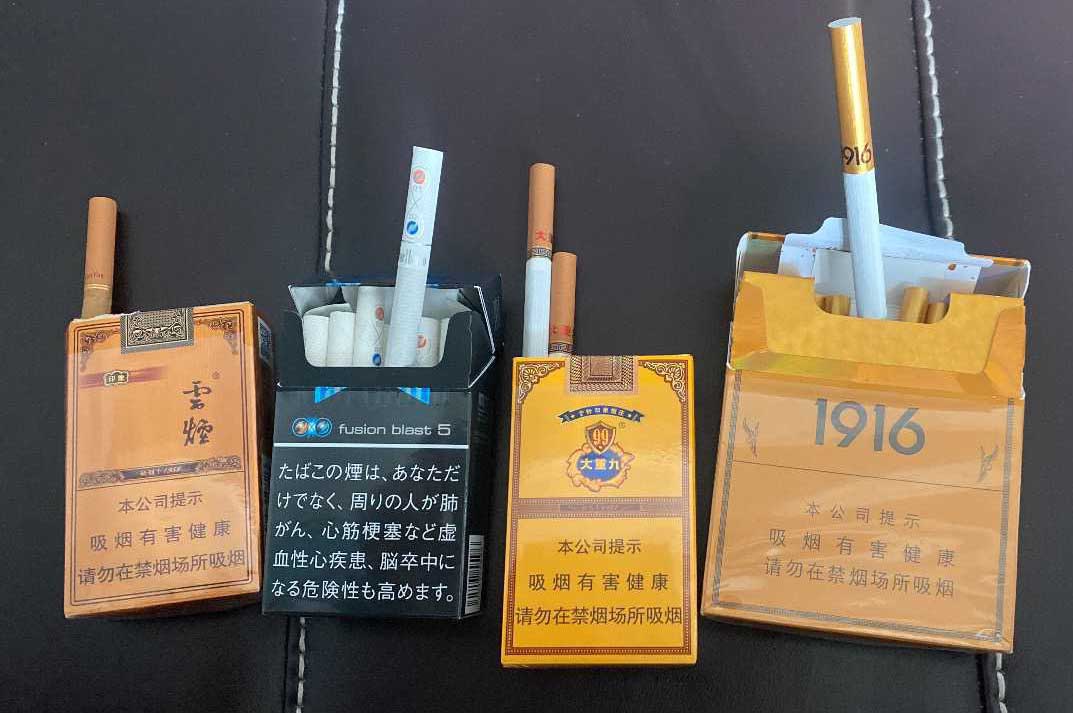 印象
雲煙
本公司提示
吸烟有害健康
请勿在禁烟场所吸烟
fusion blast 5
たばこの煙は、あなただ
けでなく、周りの人が肺
がん、心筋梗塞など虚
血性心疾患、脳卒中に
なる危険性も高めます。
大重
99
大重九
本公司提示
吸烟有害健康
请勿在禁烟场所吸烟
1916
1916
本公司提示
吸烟有害健康
请勿在禁烟场所吸烟